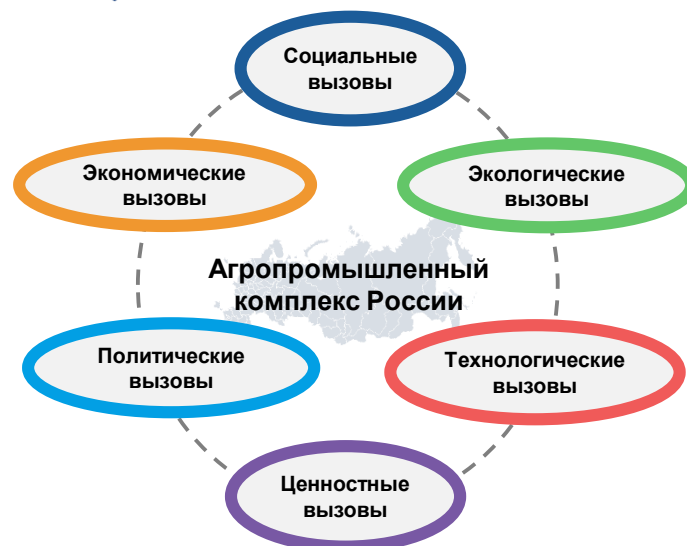 Социальные
вызовы
Экономические
вызовы
Экологические
вызовы
Агропромышленный
комплекс России
Политические
вызовы
Технологические
вызовы
Ценностные
вызовы